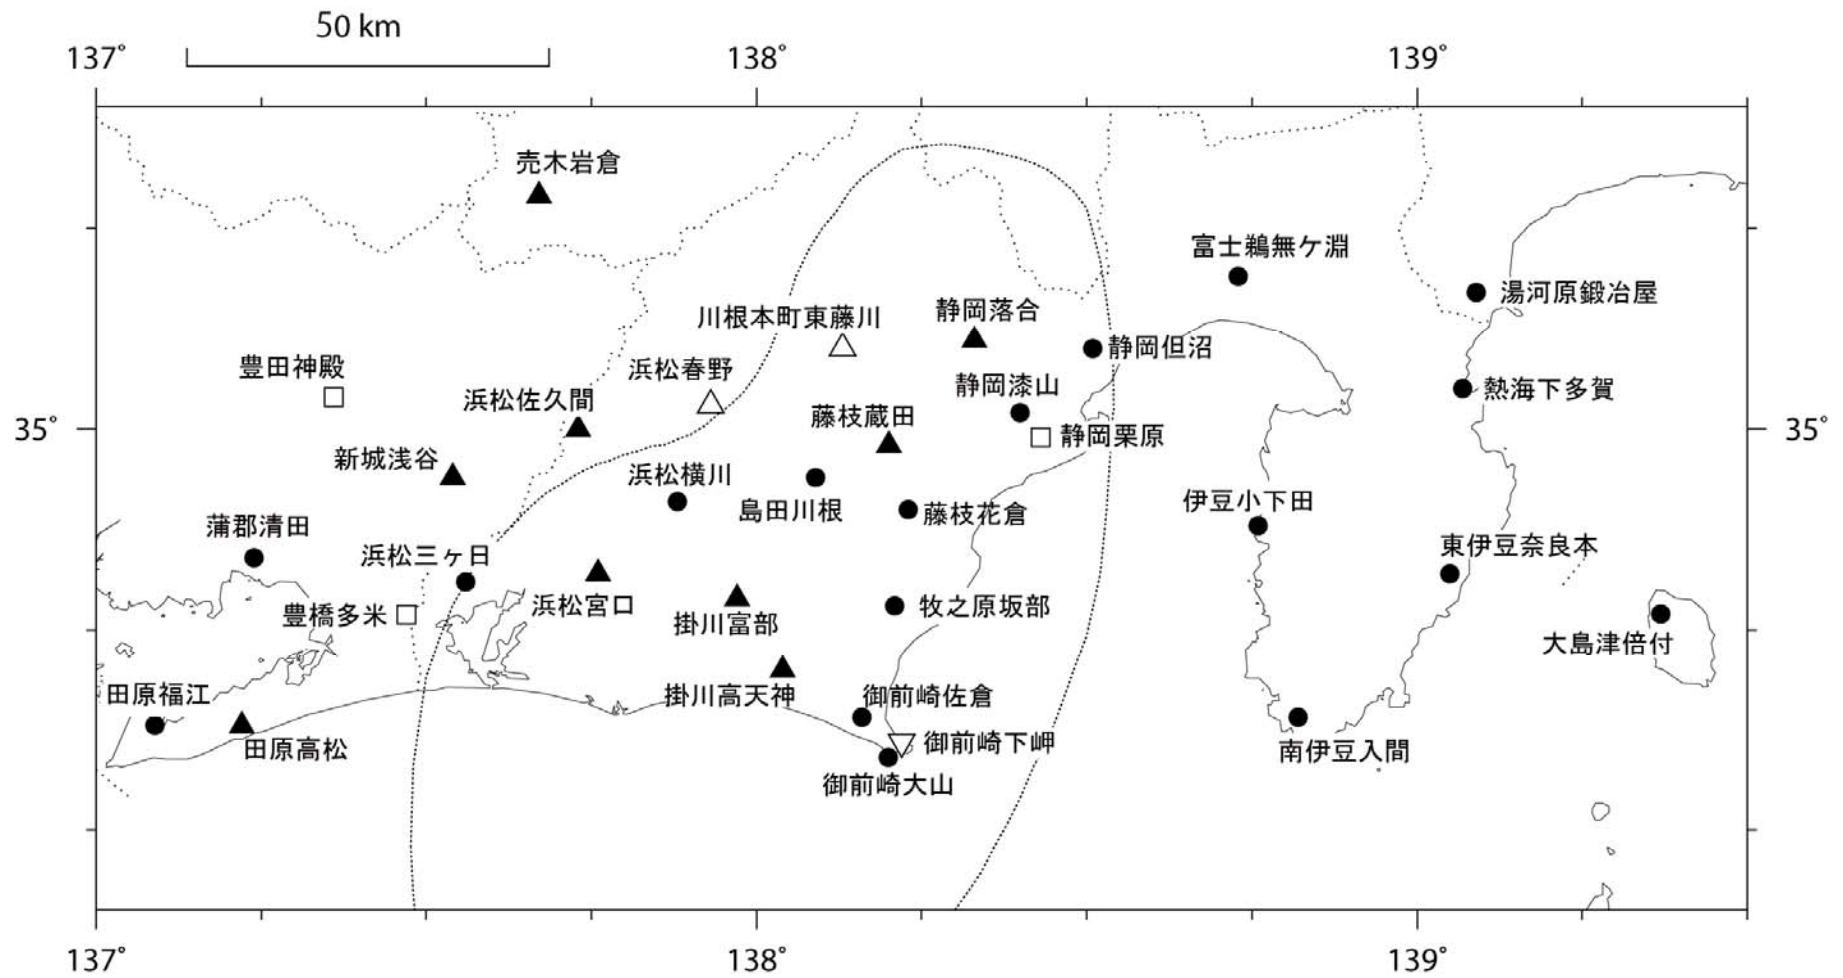 50 km
137°
138°
139°
売木岩倉
富士鵜無ケ淵
湯河原鍛冶屋
川根本町東藤川
静岡落合
静岡但沼
豊田神殿
浜松春野
浜松佐久間
静岡漆山
熱海下多賀
藤枝蔵田
35°
静岡栗原
35°
新城浅谷
浜松横川
島田川根
藤枝花倉
伊豆小下田
蒲郡清田
浜松三ヶ日
東伊豆奈良本
豊橋多米
浜松宮口
掛川富部
牧之原坂部
大島津倍付
田原福江
掛川高天神
御前崎佐倉
田原高松
御前崎下岬
南伊豆入間
御前崎大山
137°
138°
139°